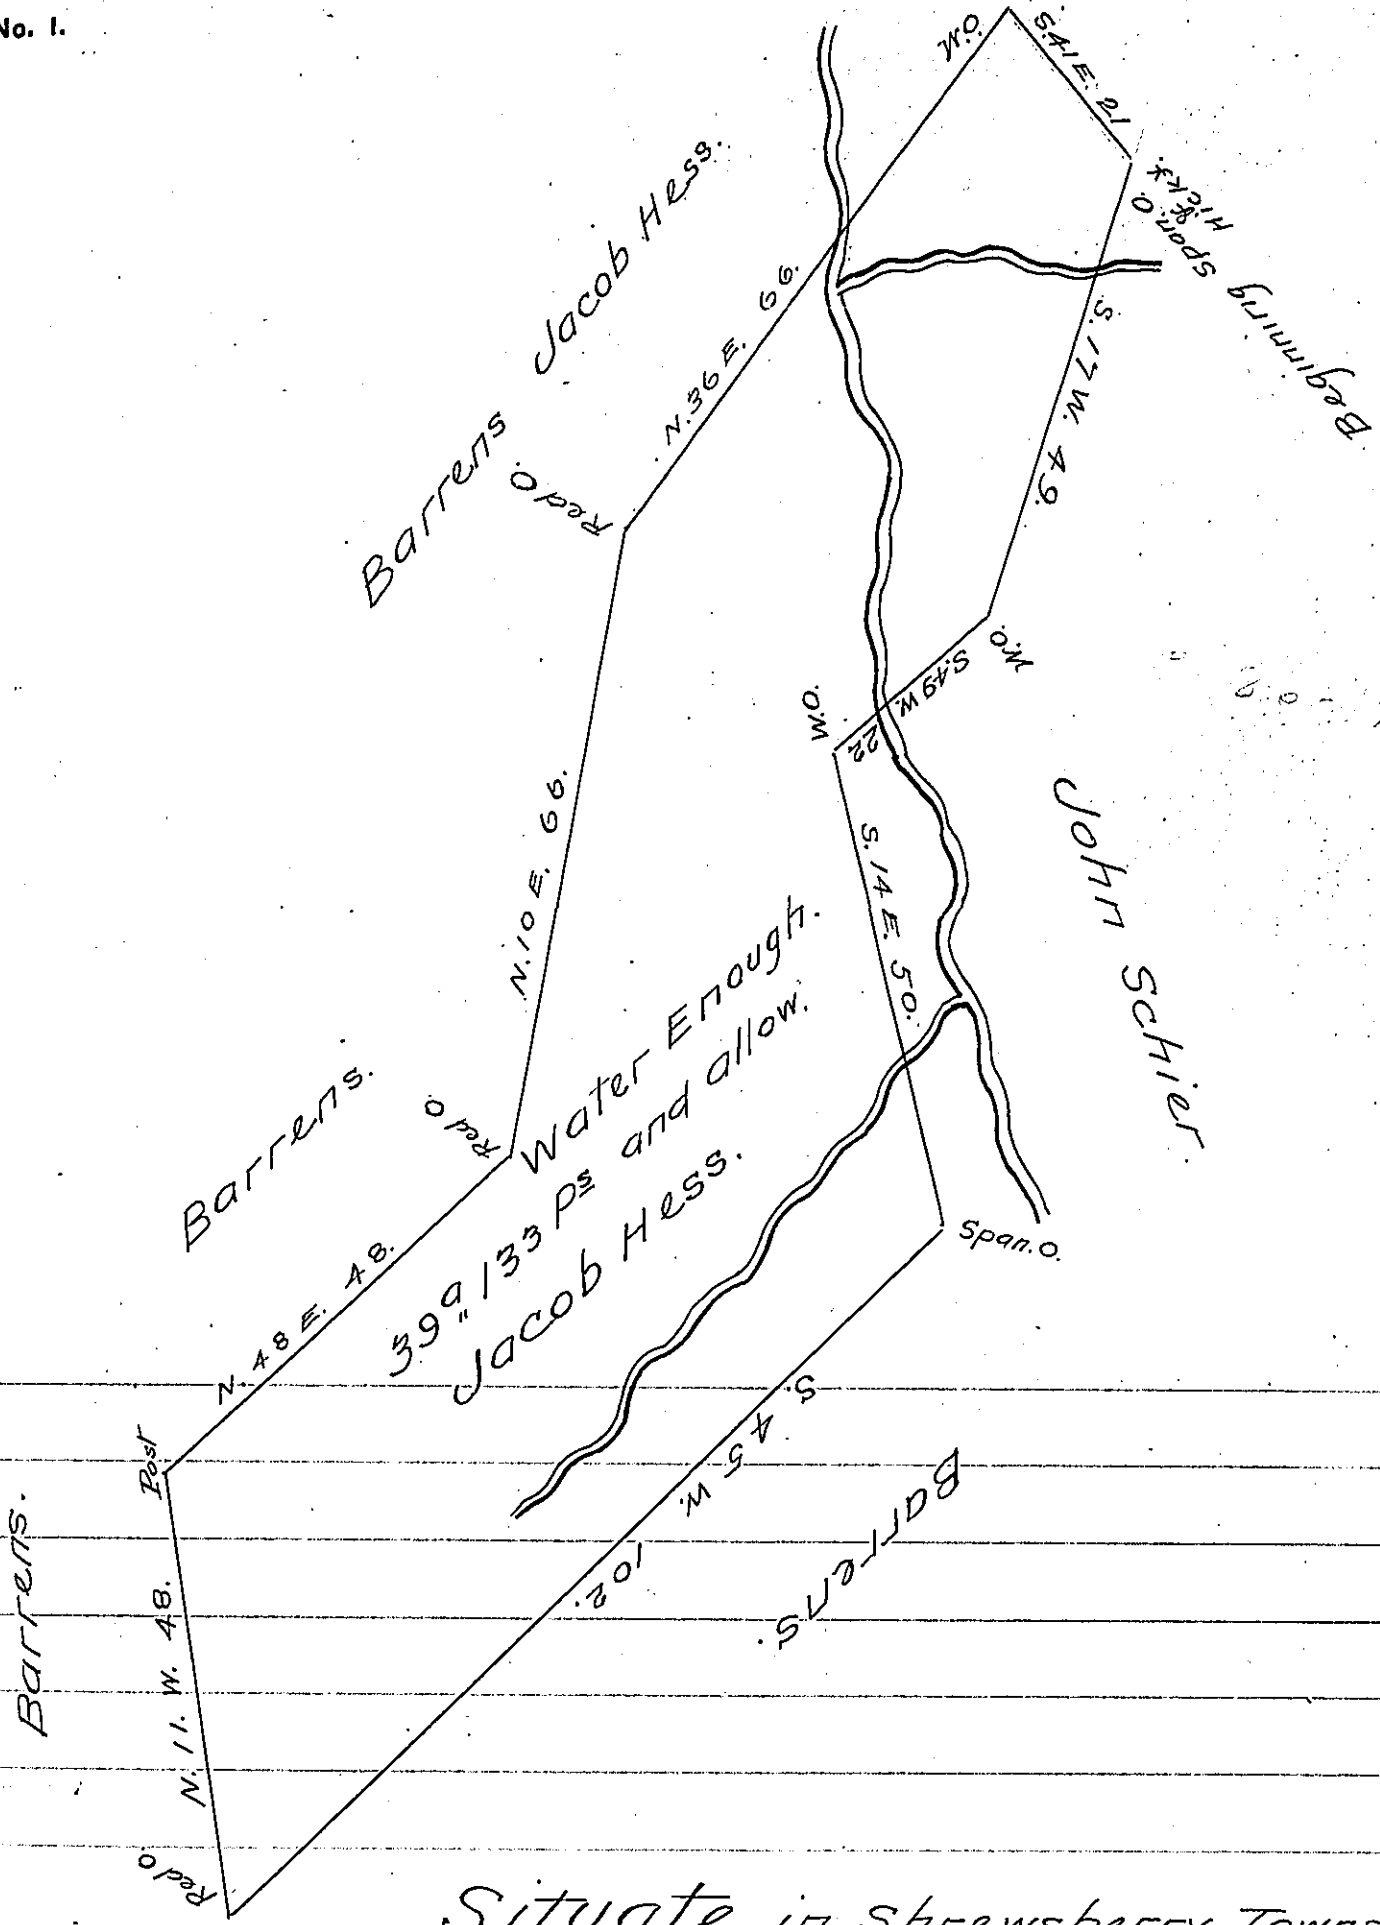 No. 1.
W.O.
S.41 E. 21
Beginning Span. O.
& Hick.y.
Jacob Hess.
N.36 E. 66.
S. 17 W. 49.
Barrens
Red O.
W.O.
S.49 W. 22
W.O.
N.10 E. 66.
S. 14 E. 50.
John Schier.
Barrens.
Red O
Water Enough.
39a,, 133 Ps and allow.
Jacob Hess.
Span. O.
N. 48 E. 48.
S. 45 W. 102.
Barrens.
Post
Barrens.
N. 11. W. 48.
Red O
Situate in Shrewsberry